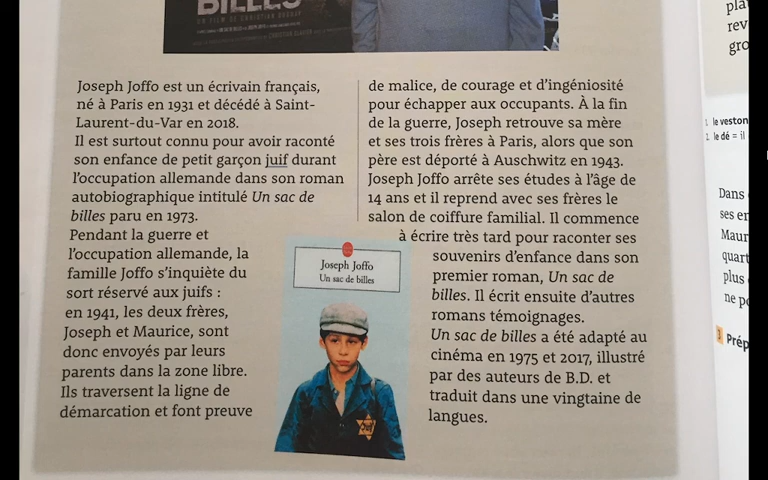 BILLES
UN FILM DE CHRISTIAN DUGUAY
Joseph Joffo est un écrivain français,
né à Paris en 1931 et décédé à Saint-
Laurent-du-Var en 2018.
Il est surtout connu pour avoir raconté
son enfance de petit garçon juif durant
l'occupation allemande dans son roman
autobiographique intitulé Un sac de
billes paru en 1973.
Pendant la guerre et
l'occupation allemande, la
famille Joffo s'inquiète du
sort réservé aux juifs :
en 1941, les deux frères,
Joseph et Maurice, sont
donc envoyés par leurs
parents dans la zone libre.
Ils traversent la ligne de
démarcation et font preuve
de malice, de courage et d'ingéniosité
pour échapper aux occupants. À la fin
de la guerre, Joseph retrouve sa mère
et ses trois frères à Paris, alors que son
père est déporté à Auschwitz en 1943.
Joseph Joffo arrête ses études à l'âge de
14 ans et il reprend avec ses frères le
salon de coiffure familial. Il commence
à écrire très tard pour raconter ses
souvenirs d'enfance dans son
premier roman, Un sac de
billes. Il écrit ensuite d'autres
romans témoignages.
Un sac de billes a été adapté au
cinéma en 1975 et 2017, illustré
par des auteurs de B.D. et
traduit dans une vingtaine de
langues.
Joseph Joffo
Un sac de billes
Juif
1 le veston
2 le dé = il
Dans
ses
Maur
quart
plus
ne
3 Prép